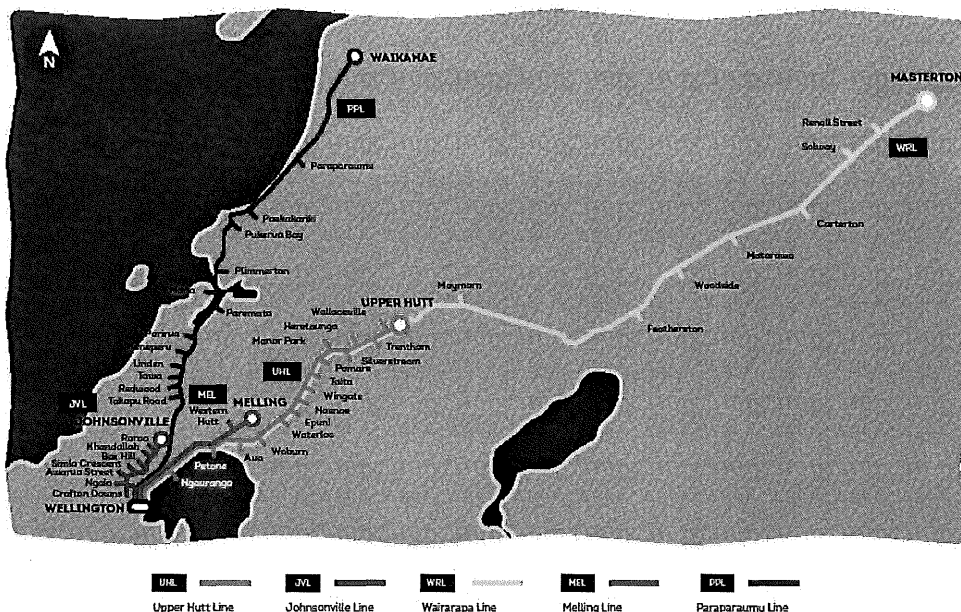 N
WAIKANAE
PPL
Paraparaumu
Paekakariki
Pukerua Bay
Plimmerton
Paremata
Linden
Tawa
Redwood
Takapu Road
JVL
MEL
JOHNSONVILLE
Raroa
Khandallah
Box Hill
Simla Crescent
Awarua Street
Ngaio
Crofton Downs
WELLINGTON
Western
Hutt
MELLING
Petone
Ngauranga
Ava
Woburn
Waterloo
Epuni
Naenae
Wingate
Taita
Pomare
Silverstream
Trentham
UHL
Manor Park
Heretaunga
Wallaceville
UPPER HUTT
Maymorn
Featherston
Woodside
Matarawa
Carterton
Solway
Renall Street
WRL
MASTERTON
UHL
Upper Hutt Line
JVL
Johnsonville Line
WRL
Wairarapa Line
MEL
Melling Line
PPL
Paraparaumu Line